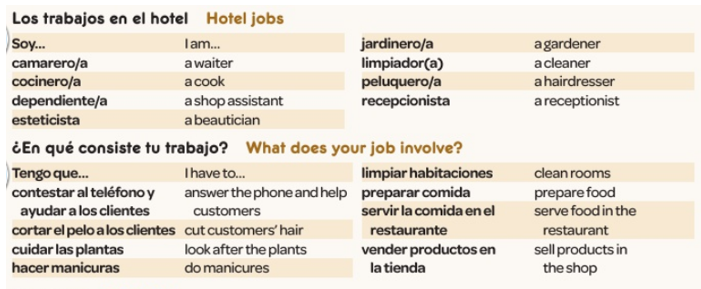 Los trabajos en el hotel Hotel jobs
Soy... I am...
camarero/a a waiter
cocinero/a a cook
dependiente/a a shop assistant
esteticista a beautician
jardinero/a a gardener
limpiador(a) a cleaner
peluquero/a a hairdresser
recepcionista a receptionist
¿En qué consiste tu trabajo? What does your job involve?
Tengo que... I have to...
contestar al teléfono y answer the phone and help
ayudar a los clientes customers
cortar el pelo a los clientes cut customers' hair
cuidar las plantas look after the plants
hacer manicuras do manicures
limpiar habitaciones clean rooms
preparar comida prepare food
servir la comida en el serve food in the
restaurante restaurant
vender productos en sell products in
la tienda the shop